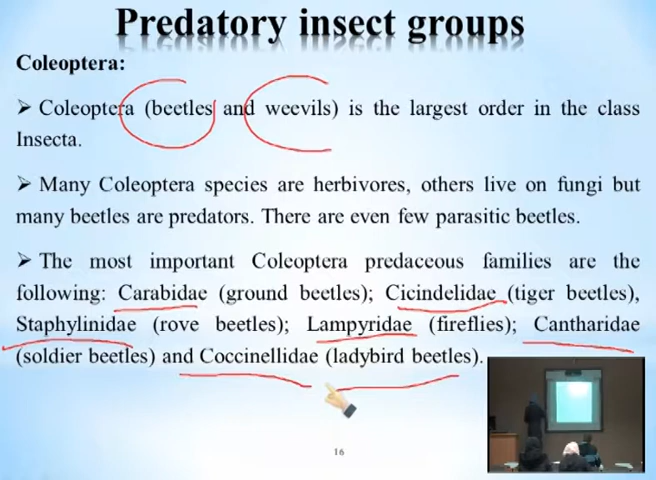 Predatory insect groups
Coleoptera:
➢ Coleoptera (beetles and weevils) is the largest order in the class
Insecta.
➢ Many Coleoptera species are herbivores, others live on fungi but
many beetles are predators. There are even few parasitic beetles.
➢ The most important Coleoptera predaceous families are the
following: Carabidae (ground beetles); Cicindelidae (tiger beetles),
Staphylinidae (rove beetles); Lampyridae (fireflies); Cantharidae
(soldier beetles) and Coccinellidae (ladybird beetles).
16